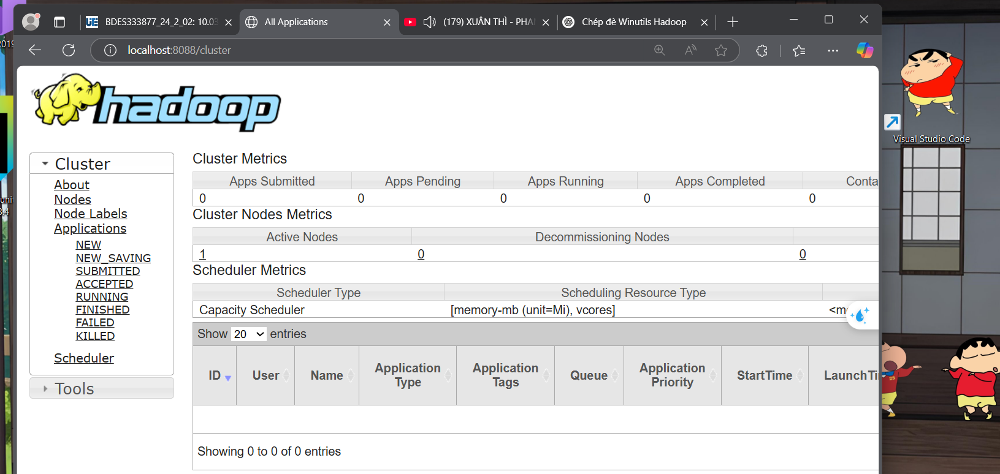 BDES333877_24_2_02: 10.03
All Applications
(179) XUÂN THÌ - PHA
Chép đè Winutils Hadoop
localhost:8088/cluster
hadoop
Cluster
About
Nodes
Node Labels
Applications
NEW
NEW_SAVING
SUBMITTED
ACCEPTED
RUNNING
FINISHED
FAILED
KILLED
Scheduler
Tools
Cluster Metrics
Apps Submitted Apps Pending Apps Running Apps Completed Conta
0 0 0 0 0
Cluster Nodes Metrics
Active Nodes Decommissioning Nodes
1 0 0
Scheduler Metrics
Scheduler Type Scheduling Resource Type
Capacity Scheduler [memory-mb (unit=Mi), vcores] <me
Show 20 entries
ID User Name Application Type Application Tags Queue Application Priority StartTime LaunchTi
Showing 0 to 0 of 0 entries
Visual Studio Code
2019